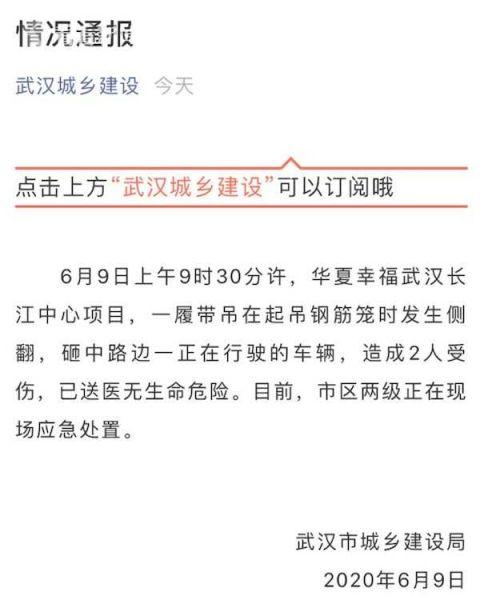 情况通报
武汉城乡建设 今天
点击上方“武汉城乡建设”可以订阅哦
6月9日上午9时30分许，华夏幸福武汉长
江中心项目，一履带吊在起吊钢筋笼时发生侧
翻，砸中路边一正在行驶的车辆，造成2人受
伤，已送医无生命危险。目前，市区两级正在现
场应急处置。
武汉市城乡建设局
2020年6月9日